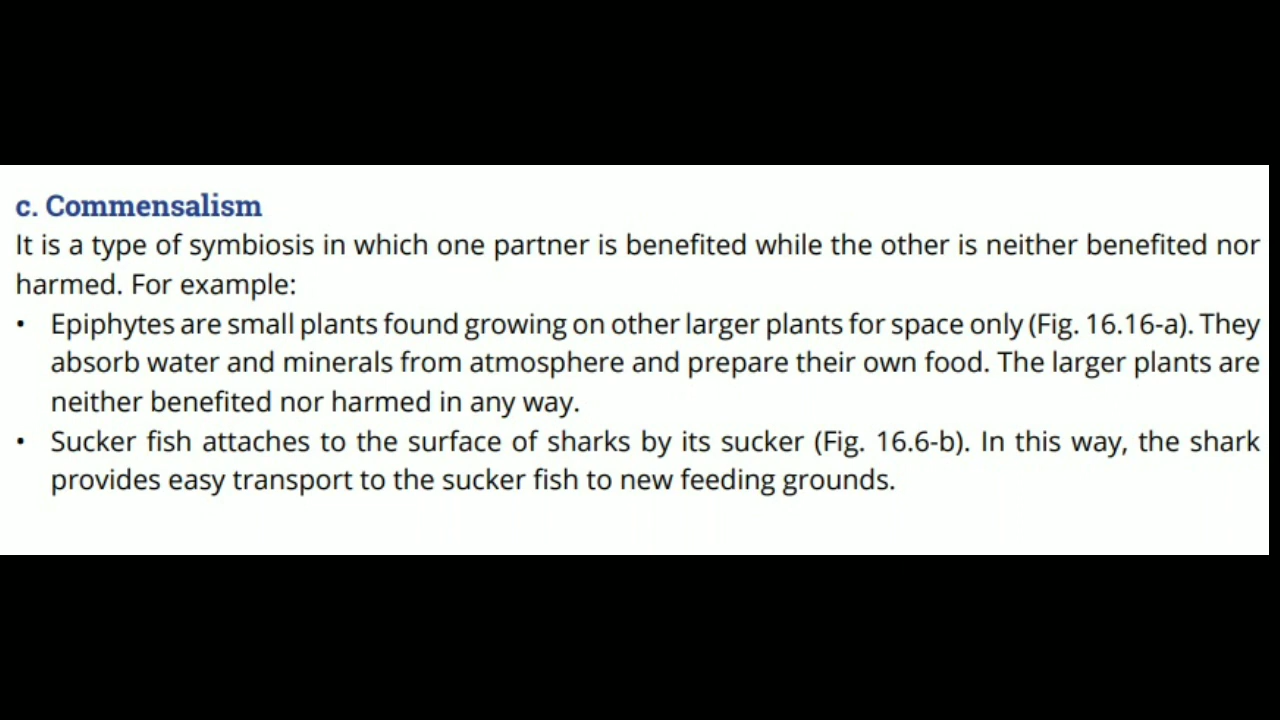 c. Commensalism
It is a type of symbiosis in which one partner is benefited while the other is neither benefited nor
harmed. For example:
• Epiphytes are small plants found growing on other larger plants for space only (Fig. 16.16-a). They
absorb water and minerals from atmosphere and prepare their own food. The larger plants are
neither benefited nor harmed in any way.
• Sucker fish attaches to the surface of sharks by its sucker (Fig. 16.6-b). In this way, the shark
provides easy transport to the sucker fish to new feeding grounds.